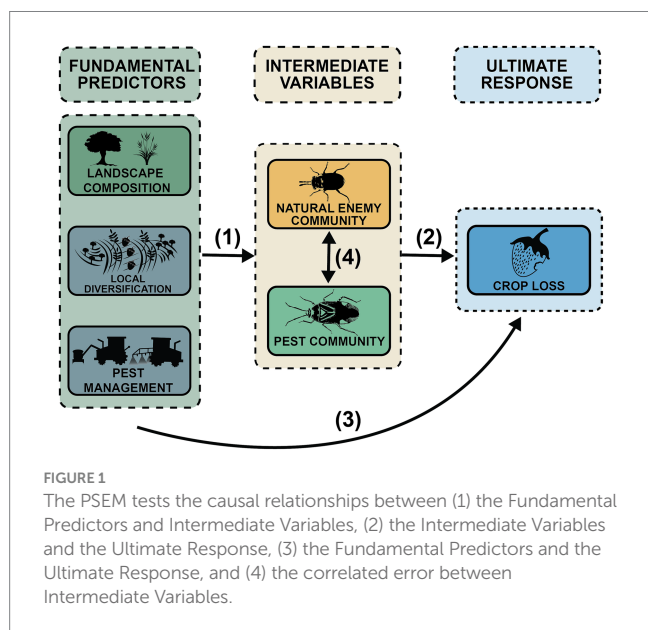 FUNDAMENTAL
PREDICTORS
INTERMEDIATE
VARIABLES
ULTIMATE
RESPONSE
LANDSCAPE
COMPOSITION
LOCAL
DIVERSIFICATION
PEST
MANAGEMENT
(1)
NATURAL ENEMY
COMMUNITY
(4)
PEST COMMUNITY
(2)
CROP LOSS
(3)
FIGURE 1
The PSEM tests the causal relationships between (1) the Fundamental
Predictors and Intermediate Variables, (2) the Intermediate Variables
and the Ultimate Response, (3) the Fundamental Predictors and the
Ultimate Response, and (4) the correlated error between
Intermediate Variables.